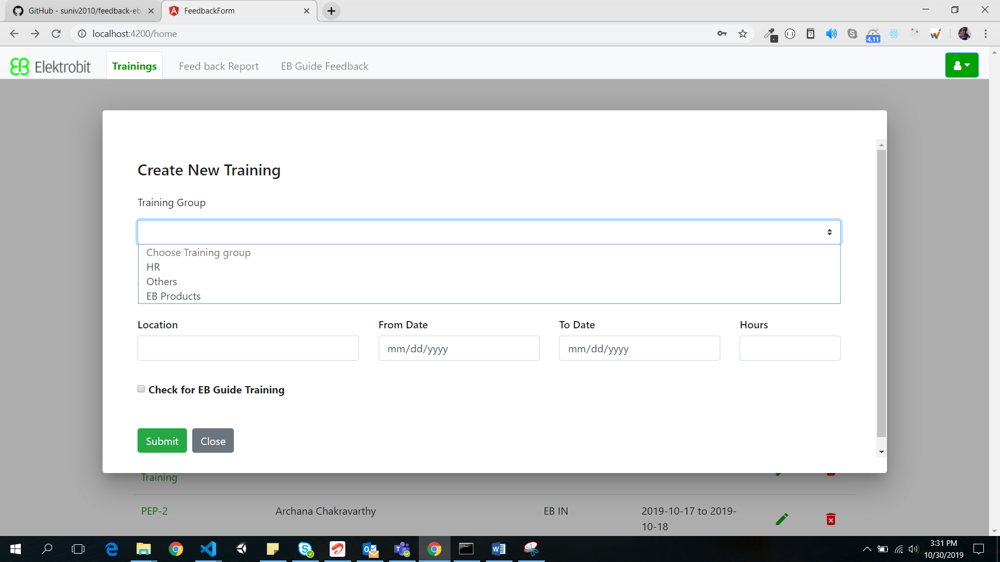 GitHub - suniv2010/feedback-eb
FeedbackForm
localhost:4200/home
4.11
Elektrobit
Trainings
Feed back Report
EB Guide Feedback
Create New Training
Training Group
Choose Training group
HR
Others
EB Products
Location
From Date
To Date
Hours
mm/dd/yyyy
mm/dd/yyyy
Check for EB Guide Training
Submit
Close
Training
PEP-2
Archana Chakravarthy
EB IN
2019-10-17 to 2019-
10-18
3:31 PM
10/30/2019